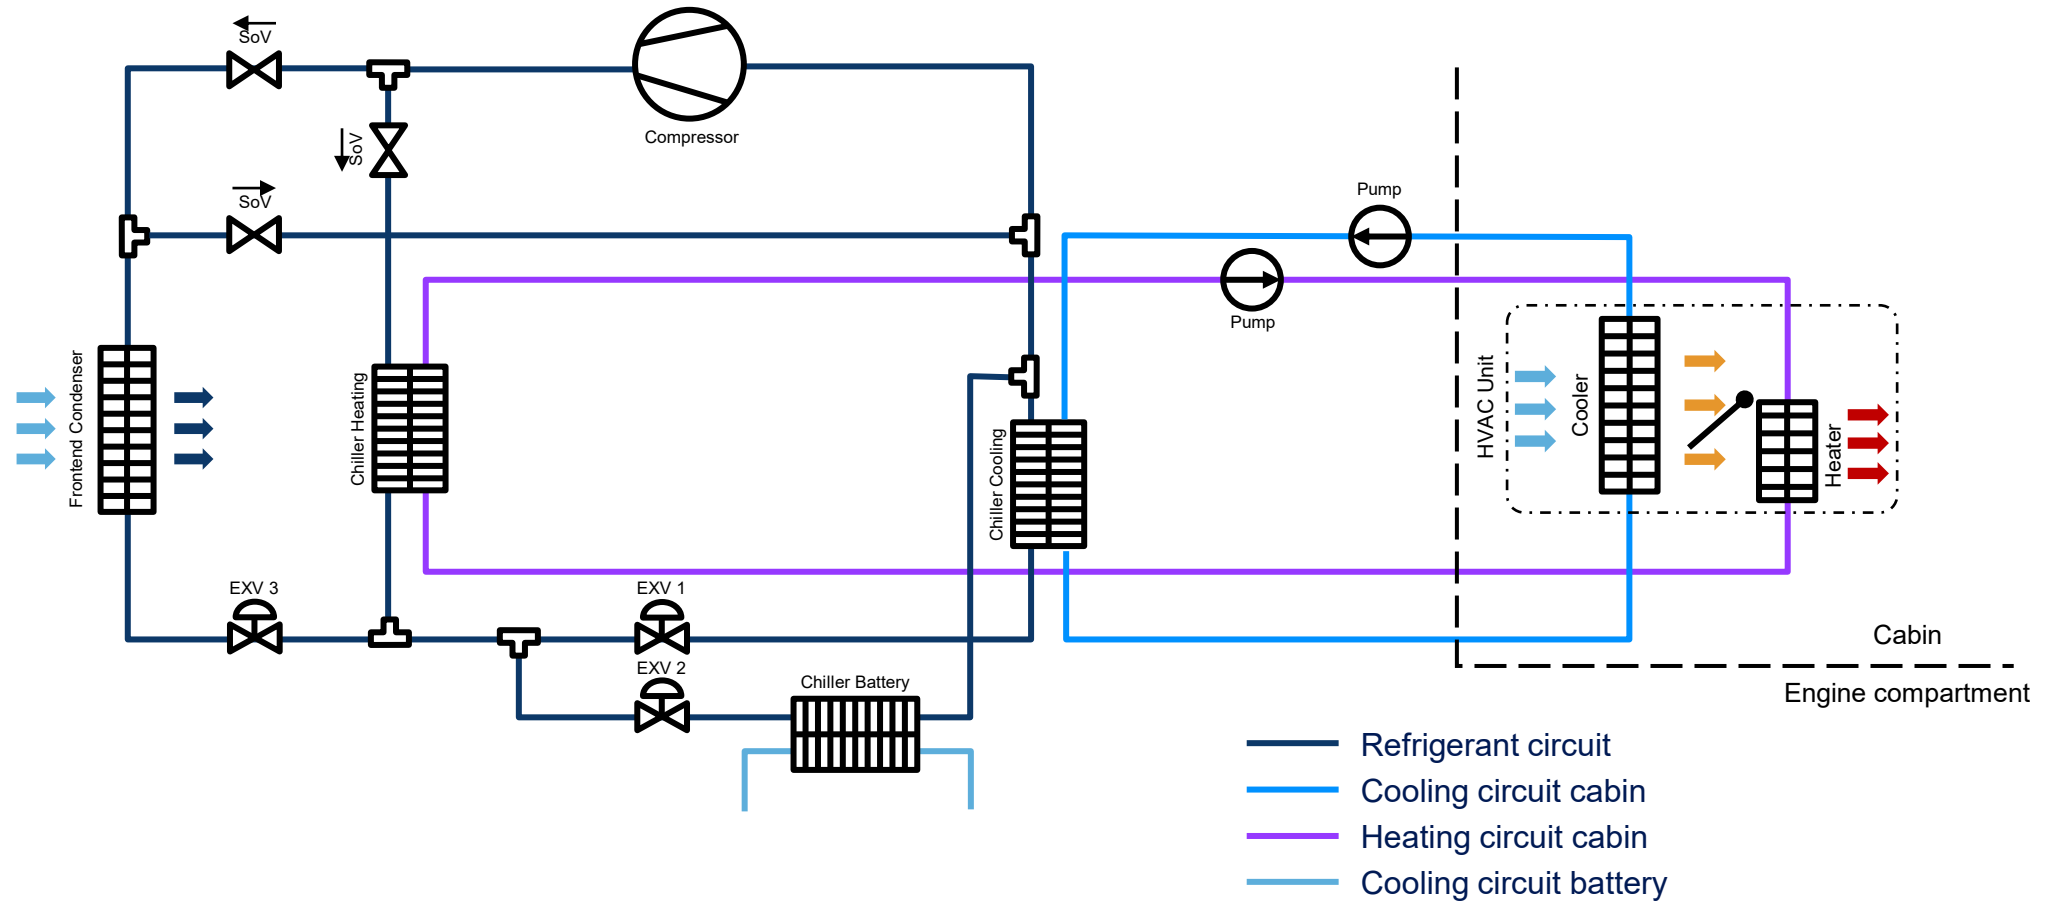 SoV
Compressor
SoV
SoV
Pump
Pump
Frontend Condenser
Chiller Heating
Chiller Cooling
HVAC Unit
Cooler
Heater
EXV 3
EXV 1
EXV 2
Chiller Battery
Cabin
Engine compartment
Refrigerant circuit
Cooling circuit cabin
Heating circuit cabin
Cooling circuit battery